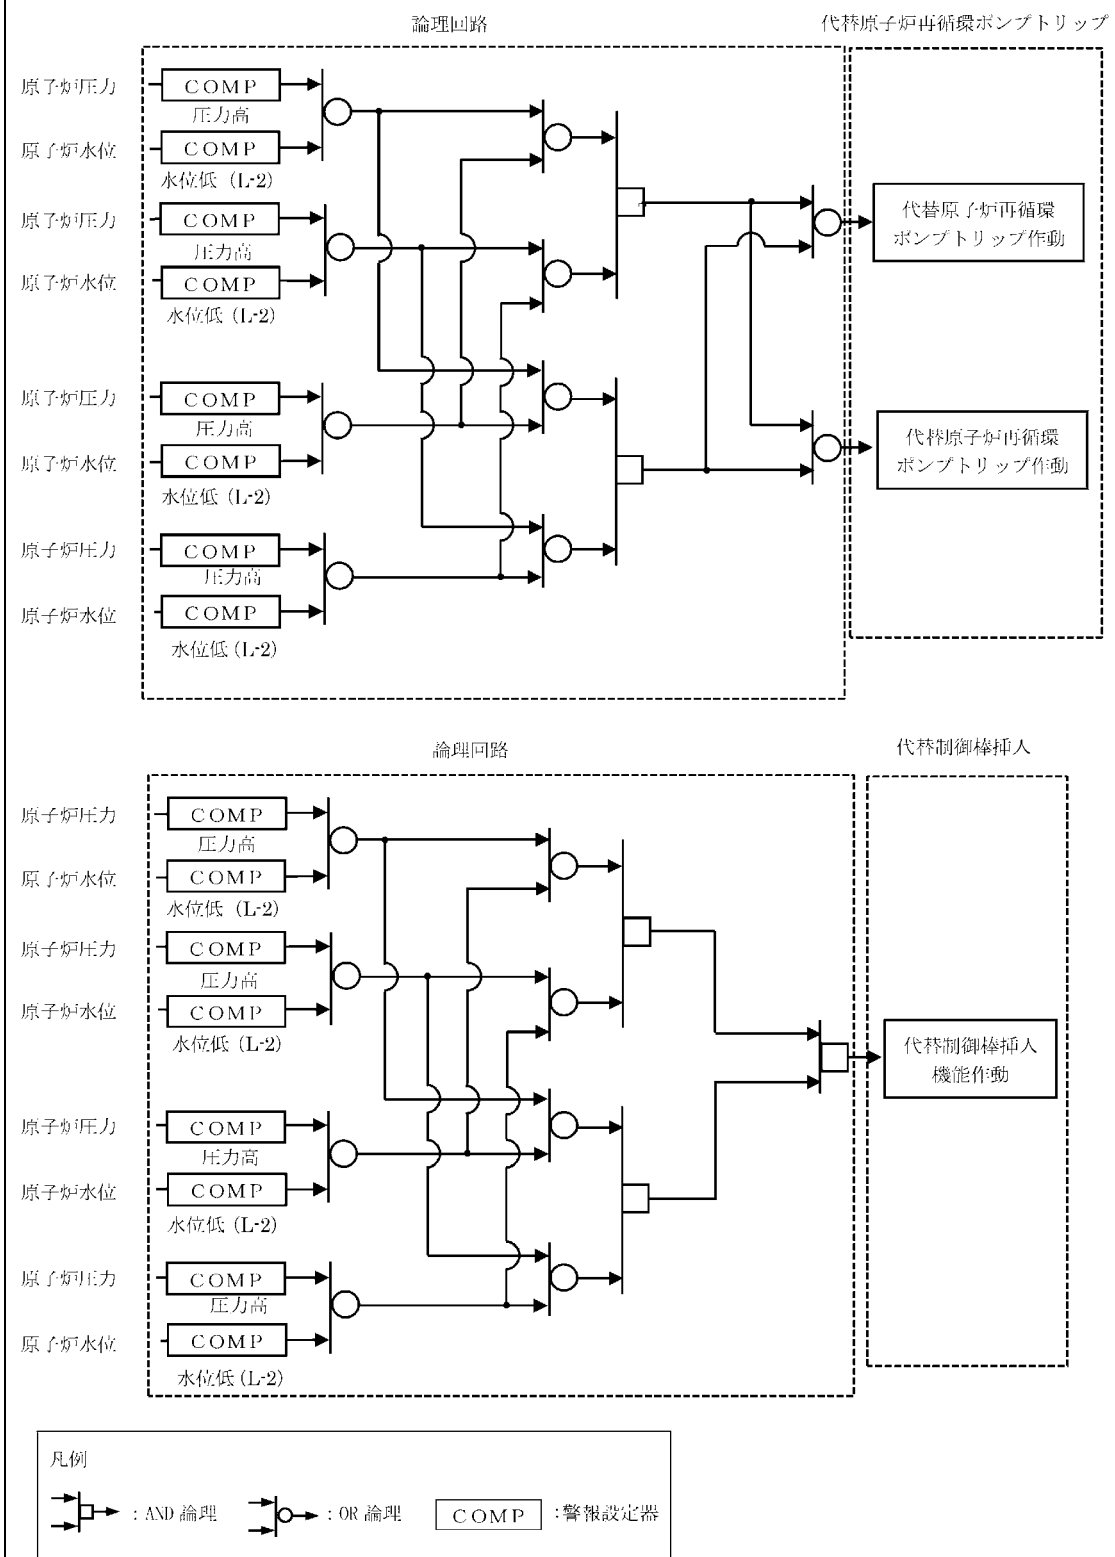 論理回路
代替原子炉再循環ポンプトリップ
原子炉圧力
COMP
圧力高
原子炉水位
COMP
水位低 (L-2)
原子炉圧力
COMP
圧力高
原子炉水位
COMP
水位低 (L-2)
原子炉圧力
COMP
圧力高
原子炉水位
COMP
水位低 (L-2)
原子炉圧力
COMP
圧力高
原子炉水位
COMP
水位低 (L-2)
代替原子炉再循環
ポンプトリップ作動
代替原子炉再循環
ポンプトリップ作動
論理回路
代替制御棒挿入
原子炉圧力
COMP
圧力高
原子炉水位
COMP
水位低 (L-2)
原子炉圧力
COMP
圧力高
原子炉水位
COMP
水位低 (L-2)
原子炉圧力
COMP
圧力高
原子炉水位
COMP
水位低 (L-2)
原子炉圧力
COMP
圧力高
原子炉水位
COMP
水位低 (L-2)
代替制御棒挿入
機能作動
凡例
：AND 論理 ：OR 論理 COMP ：警報設定器